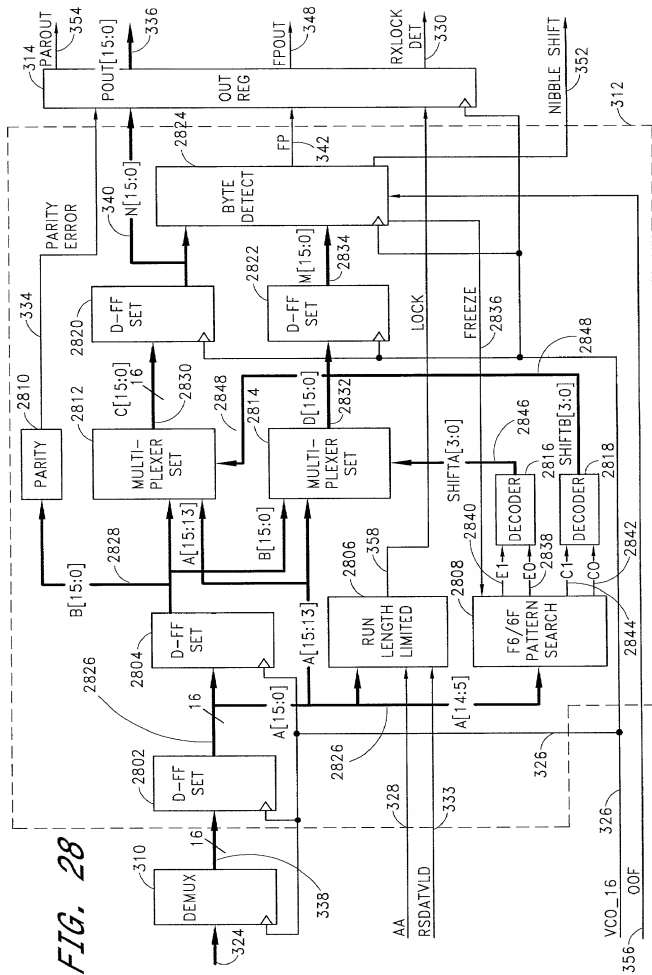 FIG. 28
324
310
DEMUX
16
338
2802
D-FF
SET
2826
16
A[15:0]
2804
D-FF
SET
B[15:0]
2828
A[15:13]
A[15:13]
B[15:0]
2810
PARITY
334
PARITY
ERROR
2812
MULTI-
PLEXER
SET
C[15:0]
16
2830
2848
2814
MULTI-
PLEXER
SET
D[15:0]
2832
2820
D-FF
SET
2822
D-FF
SET
340
N[15:0]
M[15:0]
2834
2824
BYTE
DETECT
FP
342
314
OUT
REG
PAROUT
354
POUT[15:0]
336
FPOUT
348
RXLOCK
DET
330
NIBBLE SHIFT
352
312
2806
RUN
LENGTH
LIMITED
358
LOCK
FREEZE
2836
2848
SHIFTA[3:0]
2846
2808
F6/6F
PATTERN
SEARCH
A[14:5]
2826
2840
E1
E0
2838
C1
C0
2844
2842
DECODER
2816
DECODER
2818
SHIFTB[3:0]
AA
328
RSDATVLD
333
326
VCO_16
326
OOF
356